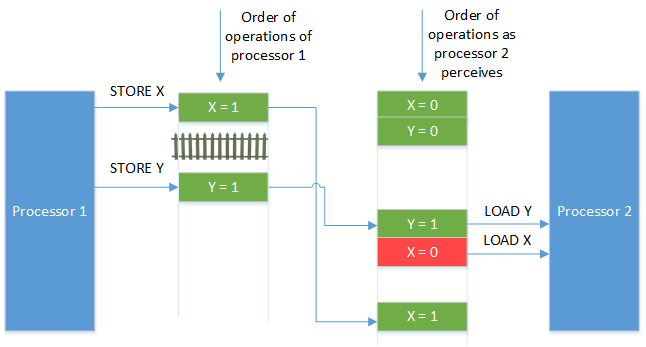 Order of
operations of
processor 1
Order of
operations as
processor 2
perceives
STORE X
X = 1
X = 0
Y = 0
STORE Y
Y = 1
Processor 1
Y = 1
LOAD Y
Processor 2
X = 0
LOAD X
X = 1